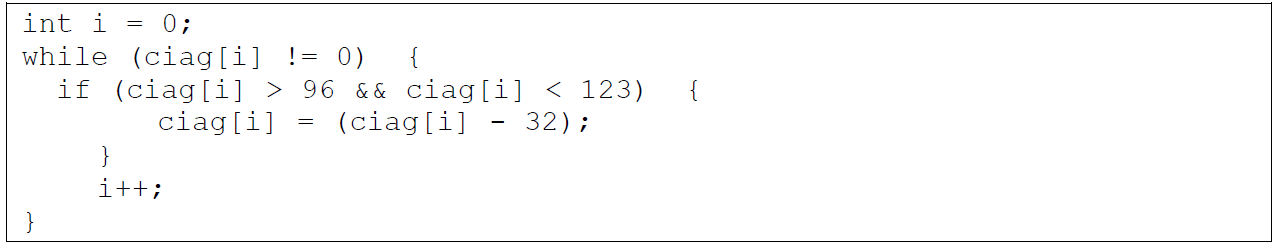 int i = 0;
while (ciag[i] != 0)  {
  if (ciag[i] > 96 && ciag[i] < 123)  {
        ciag[i] = (ciag[i] - 32);
     }
     i++;
}